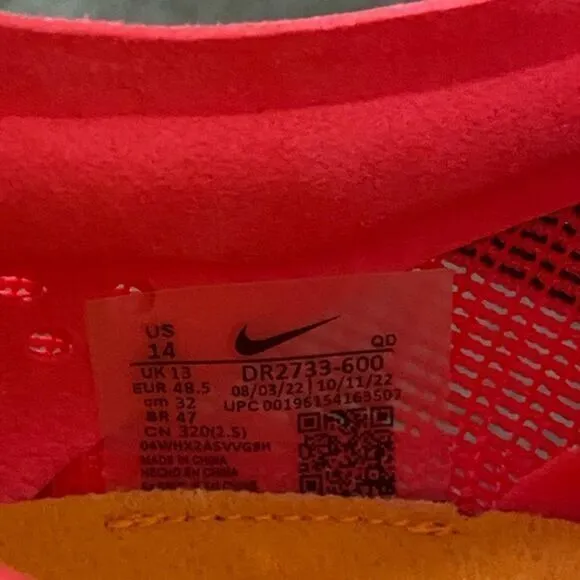 US
14
QD
UK 13
DR2733-600
EUR 48.5
08/03/22 | 10/11/22
cm 32
UPC 00196154163507
BR 47
CN 320(2.5)
MADE IN CHINA
HECHO EN CHINA